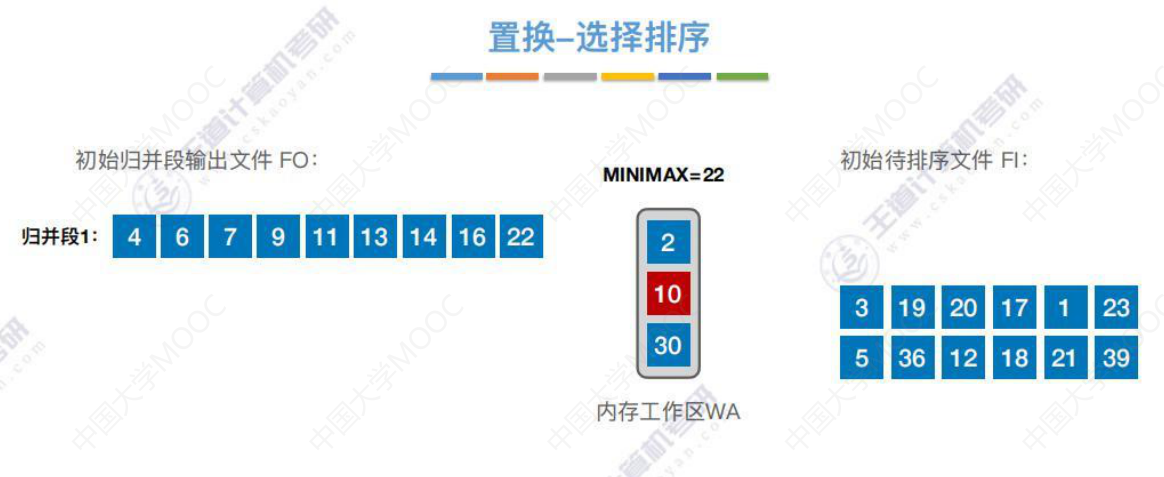 置换–选择排序
初始归并段输出文件 FO：
MINIMAX=22
初始待排序文件 FI：
归并段1： 4 6 7 9 11 13 14 16 22
2
10
30
3 19 20 17 1 23
5 36 12 18 21 39
内存工作区WA
中国大学MOOC
王道计算机考研
www.cskaoyan.com